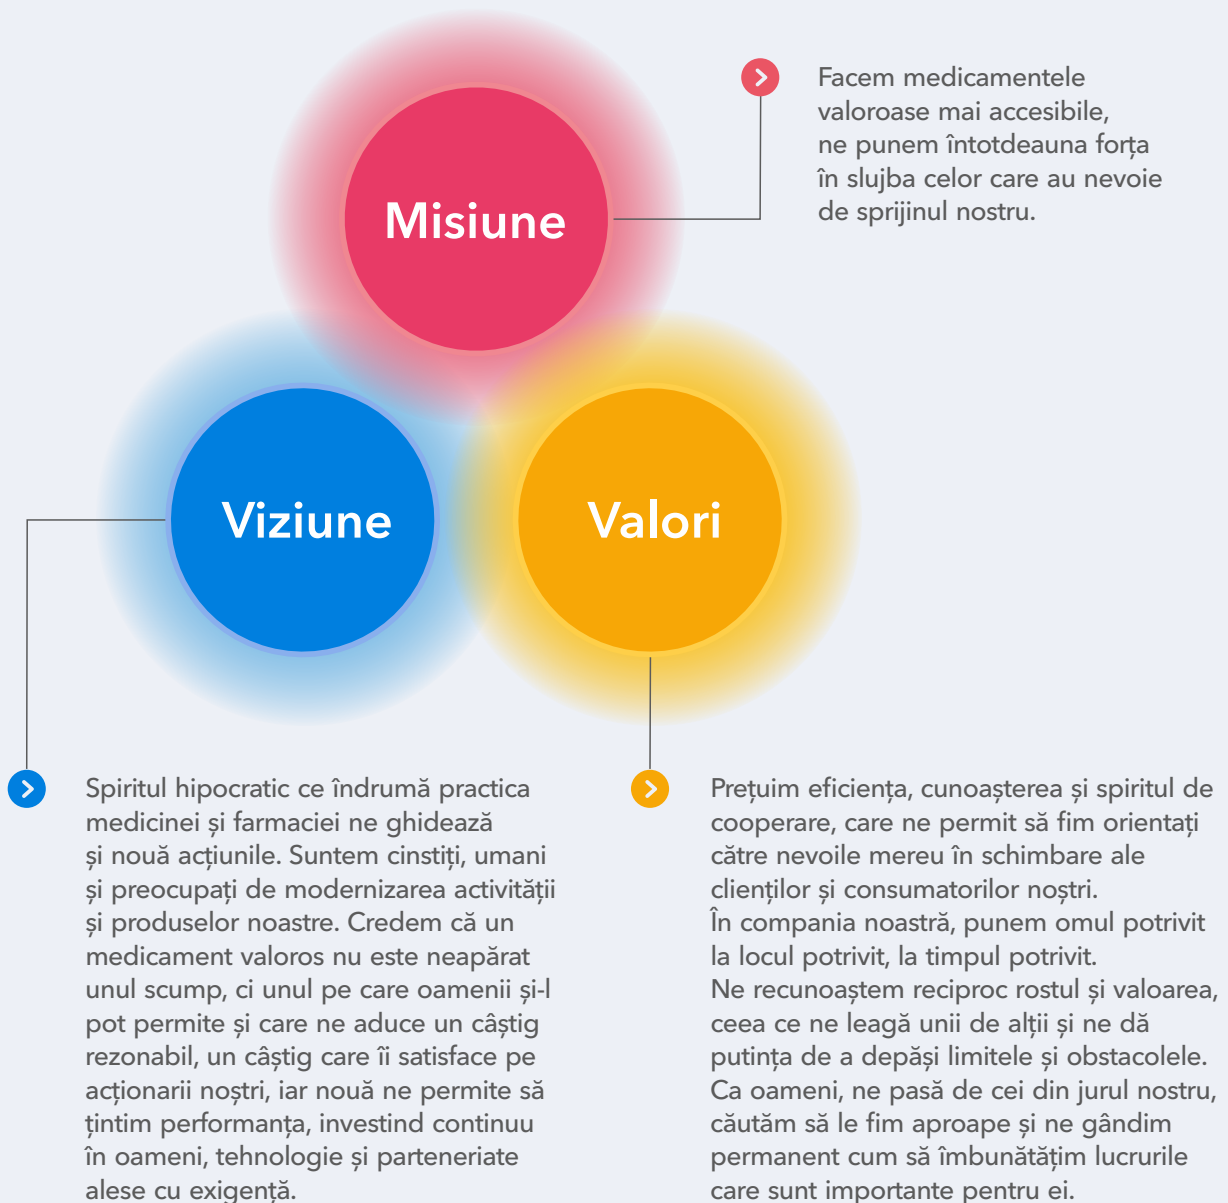 Misiune
Facem medicamentele
valoroase mai accesibile,
ne punem întotdeauna forța
în slujba celor care au nevoie
de sprijinul nostru.
Viziune
Valori
Spiritul hipocratic ce îndrumă practica
medicinei și farmaciei ne ghidează
și nouă acțiunile. Suntem cinstiți, umani
și preocupați de modernizarea activității
și produselor noastre. Credem că un
medicament valoros nu este neapărat
unul scump, ci unul pe care oamenii și-l
pot permite și care ne aduce un câștig
rezonabil, un câștig care îi satisface pe
acționarii noștri, iar nouă ne permite să
țintim performanța, investind continuu
în oameni, tehnologie și parteneriate
alese cu exigență.
Prețuim eficiența, cunoașterea și spiritul de
cooperare, care ne permit să fim orientați
către nevoile mereu în schimbare ale
clienților și consumatorilor noștri.
În compania noastră, punem omul potrivit
la locul potrivit, la timpul potrivit.
Ne recunoaștem reciproc rostul și valoarea,
ceea ce ne leagă unii de alții și ne dă
putința de a depăși limitele și obstacolele.
Ca oameni, ne pasă de cei din jurul nostru,
căutăm să le fim aproape și ne gândim
permanent cum să îmbunătățim lucrurile
care sunt importante pentru ei.